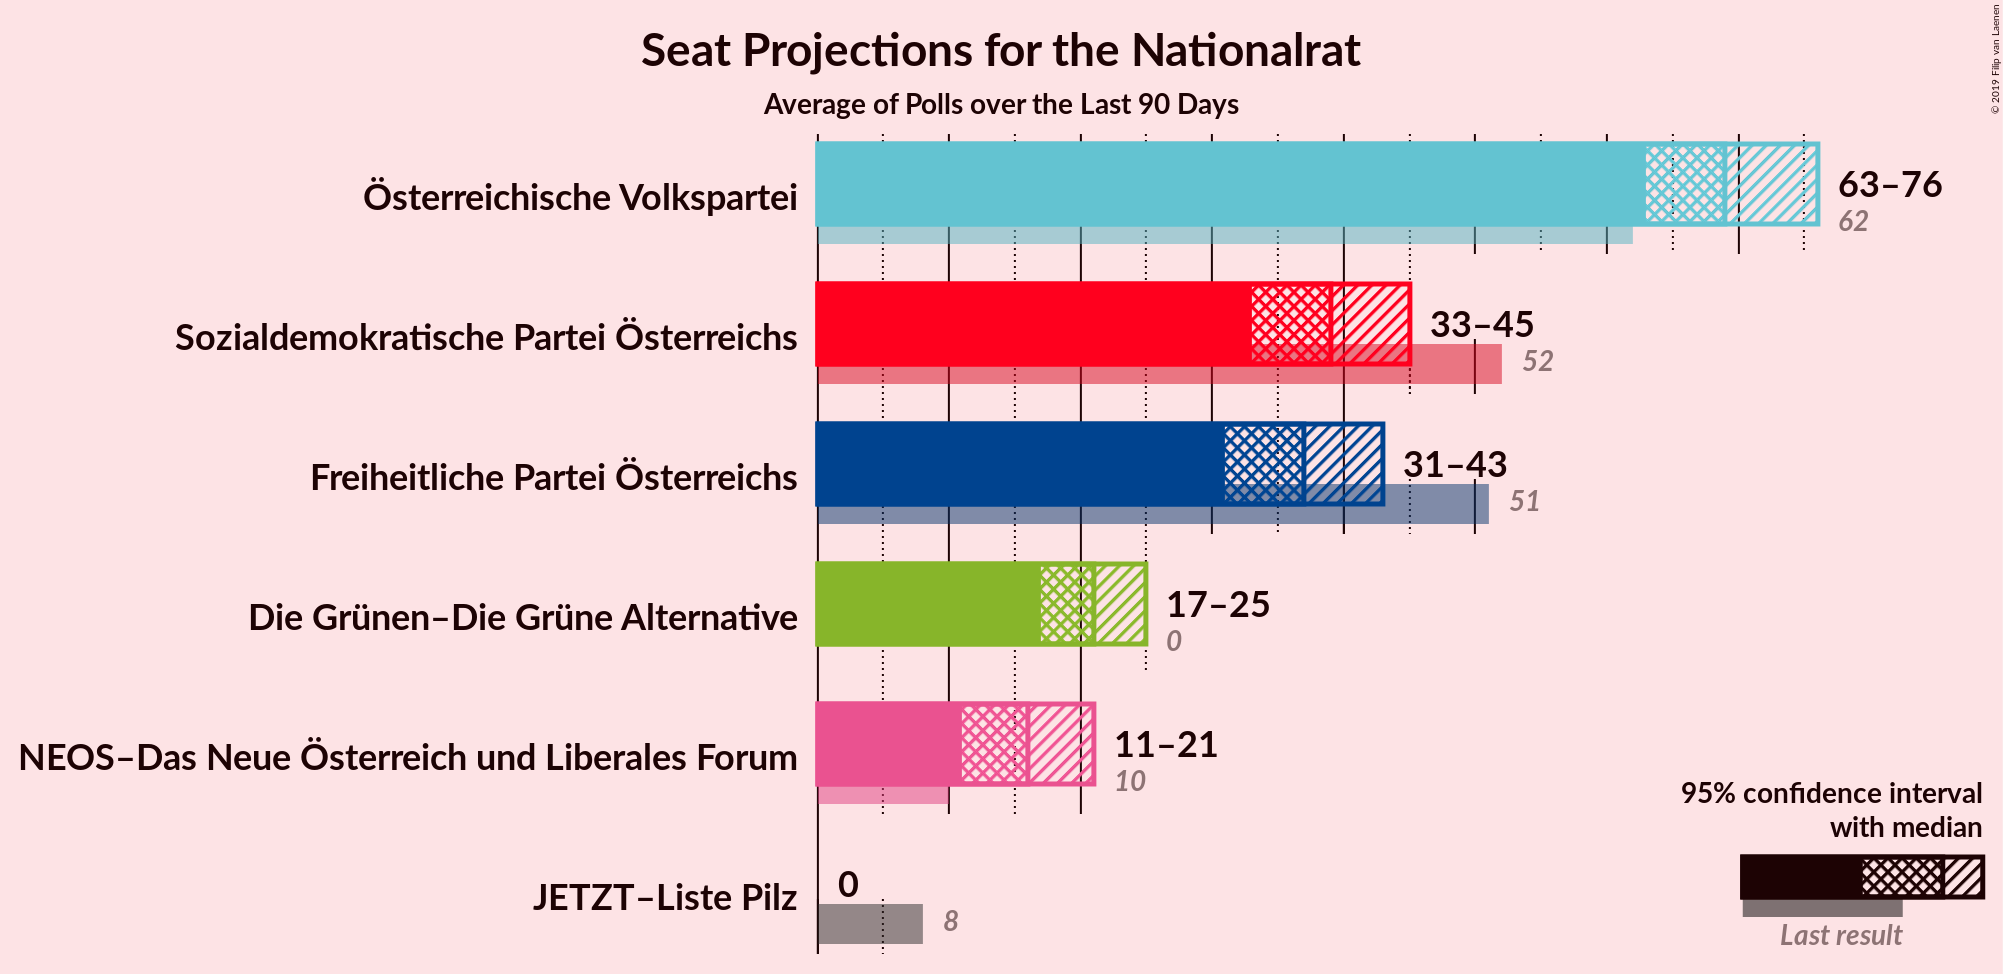 Seat Projections for the Nationalrat
Average of Polls over the Last 90 Days
© 2019 Filip van Laenen
Österreichische Volkspartei
63–76
62
Sozialdemokratische Partei Österreichs
33–45
52
Freiheitliche Partei Österreichs
31–43
51
Die Grünen–Die Grüne Alternative
17–25
0
NEOS–Das Neue Österreich und Liberales Forum
11–21
10
JETZT–Liste Pilz
0
8
95% confidence interval
with median
Last result